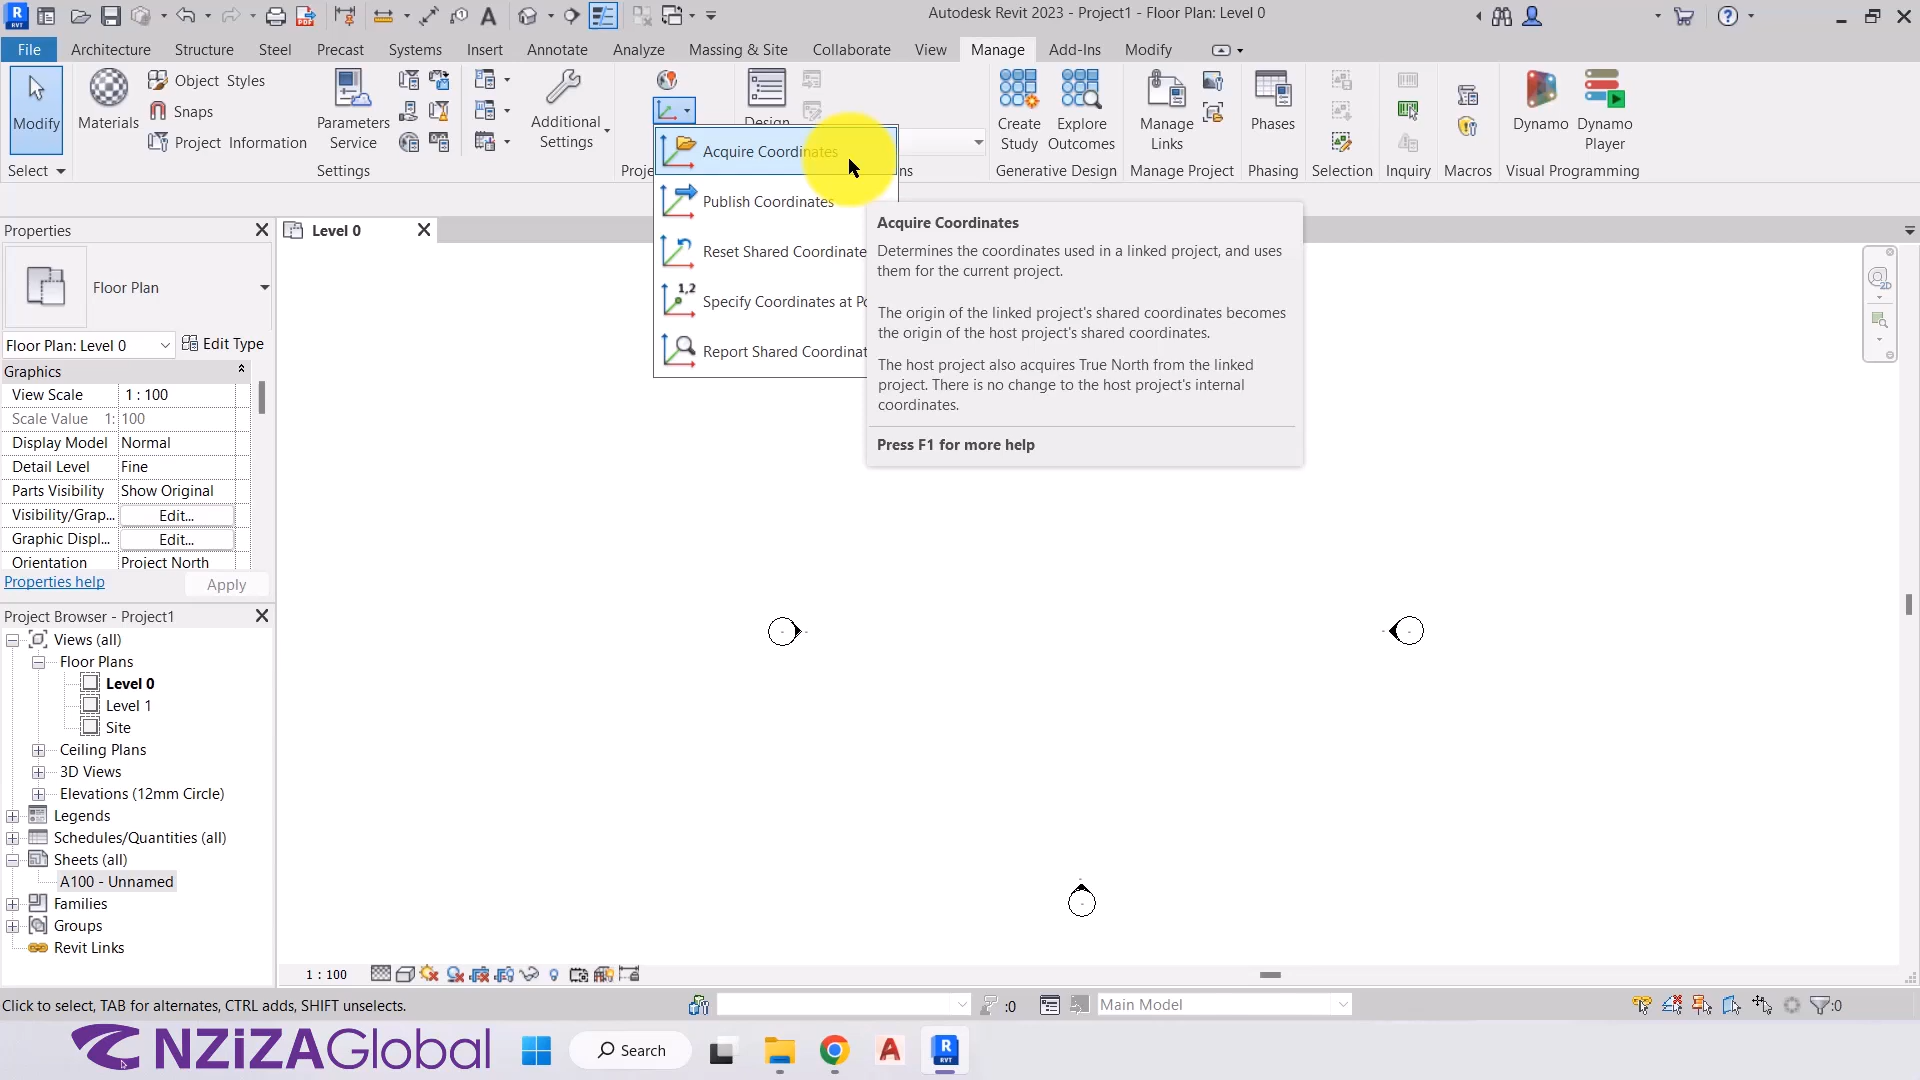 Autodesk Revit 2023 - Project1 - Floor Plan: Level 0
File
Architecture
Structure
Steel
Precast
Systems
Insert
Annotate
Analyze
Massing & Site
Collaborate
View
Add-Ins
Manage
Modify
Modify
Materials
Object Styles
Snaps
Project Information
Parameters
Service
Additional
Settings
Design
Create
Study
Explore
Outcomes
Manage
Links
Phases
Dynamo
Dynamo
Player
Select
Settings
Proje
ns
Generative Design
Manage Project
Phasing
Selection
Inquiry
Macros
Visual Programming
Acquire Coordinates
Publish Coordinates
Reset Shared Coordinate
1,2
Specify Coordinates at Po
Report Shared Coordinat
Acquire Coordinates
Determines the coordinates used in a linked project, and uses
them for the current project.
The origin of the linked project's shared coordinates becomes
the origin of the host project's shared coordinates.
The host project also acquires True North from the linked
project. There is no change to the host project's internal
coordinates.
Press F1 for more help
Properties
Level 0
Floor Plan
Floor Plan: Level 0
Edit Type
Graphics
View Scale 1 : 100
Scale Value 1: 100
Display Model Normal
Detail Level Fine
Parts Visibility Show Original
Visibility/Grap... Edit...
Graphic Displ... Edit...
Orientation Project North
Properties help
Apply
Project Browser - Project1
Views (all)
Floor Plans
Level 0
Level 1
Site
Ceiling Plans
3D Views
Elevations (12mm Circle)
Legends
Schedules/Quantities (all)
Sheets (all)
A100 - Unnamed
Families
Groups
Revit Links
1 : 100
Click to select, TAB for alternates, CTRL adds, SHIFT unselects.
:0
Main Model
:0
NZiZAGlobal
Search